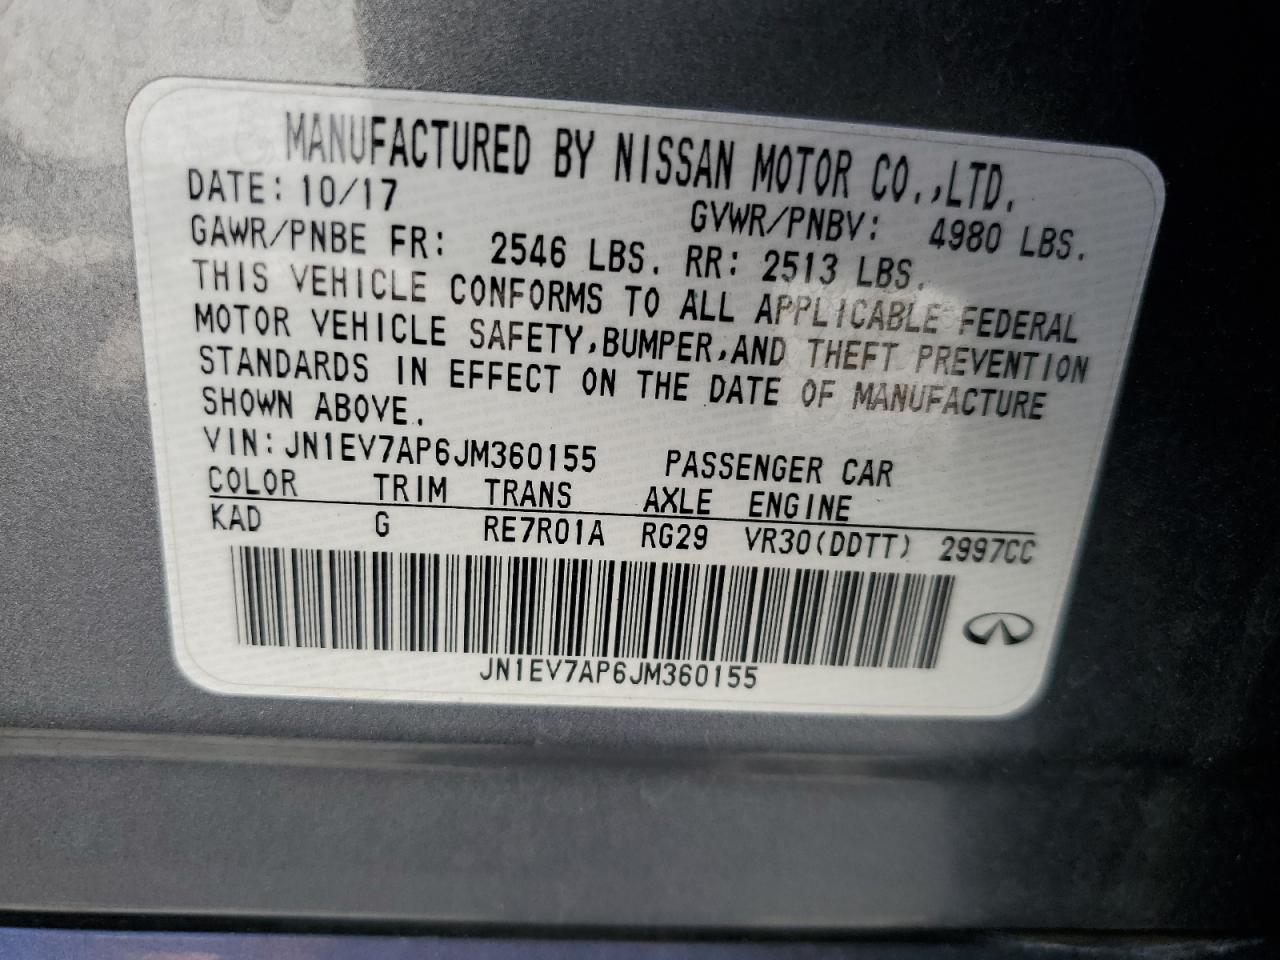 MANUFACTURED BY NISSAN MOTOR CO.,LTD.
DATE: 10/17 GVWR/PNBV: 4980 LBS.
GAWR/PNBE FR: 2546 LBS. RR: 2513 LBS.
THIS VEHICLE CONFORMS TO ALL APPLICABLE FEDERAL
MOTOR VEHICLE SAFETY,BUMPER,AND THEFT PREVENTION
STANDARDS IN EFFECT ON THE DATE OF MANUFACTURE
SHOWN ABOVE.
VIN: JN1EV7AP6JM360155 PASSENGER CAR
COLOR TRIM TRANS AXLE ENGINE
KAD G RE7R01A RG29 VR30(DDTT) 2997CC
JN1EV7AP6JM360155